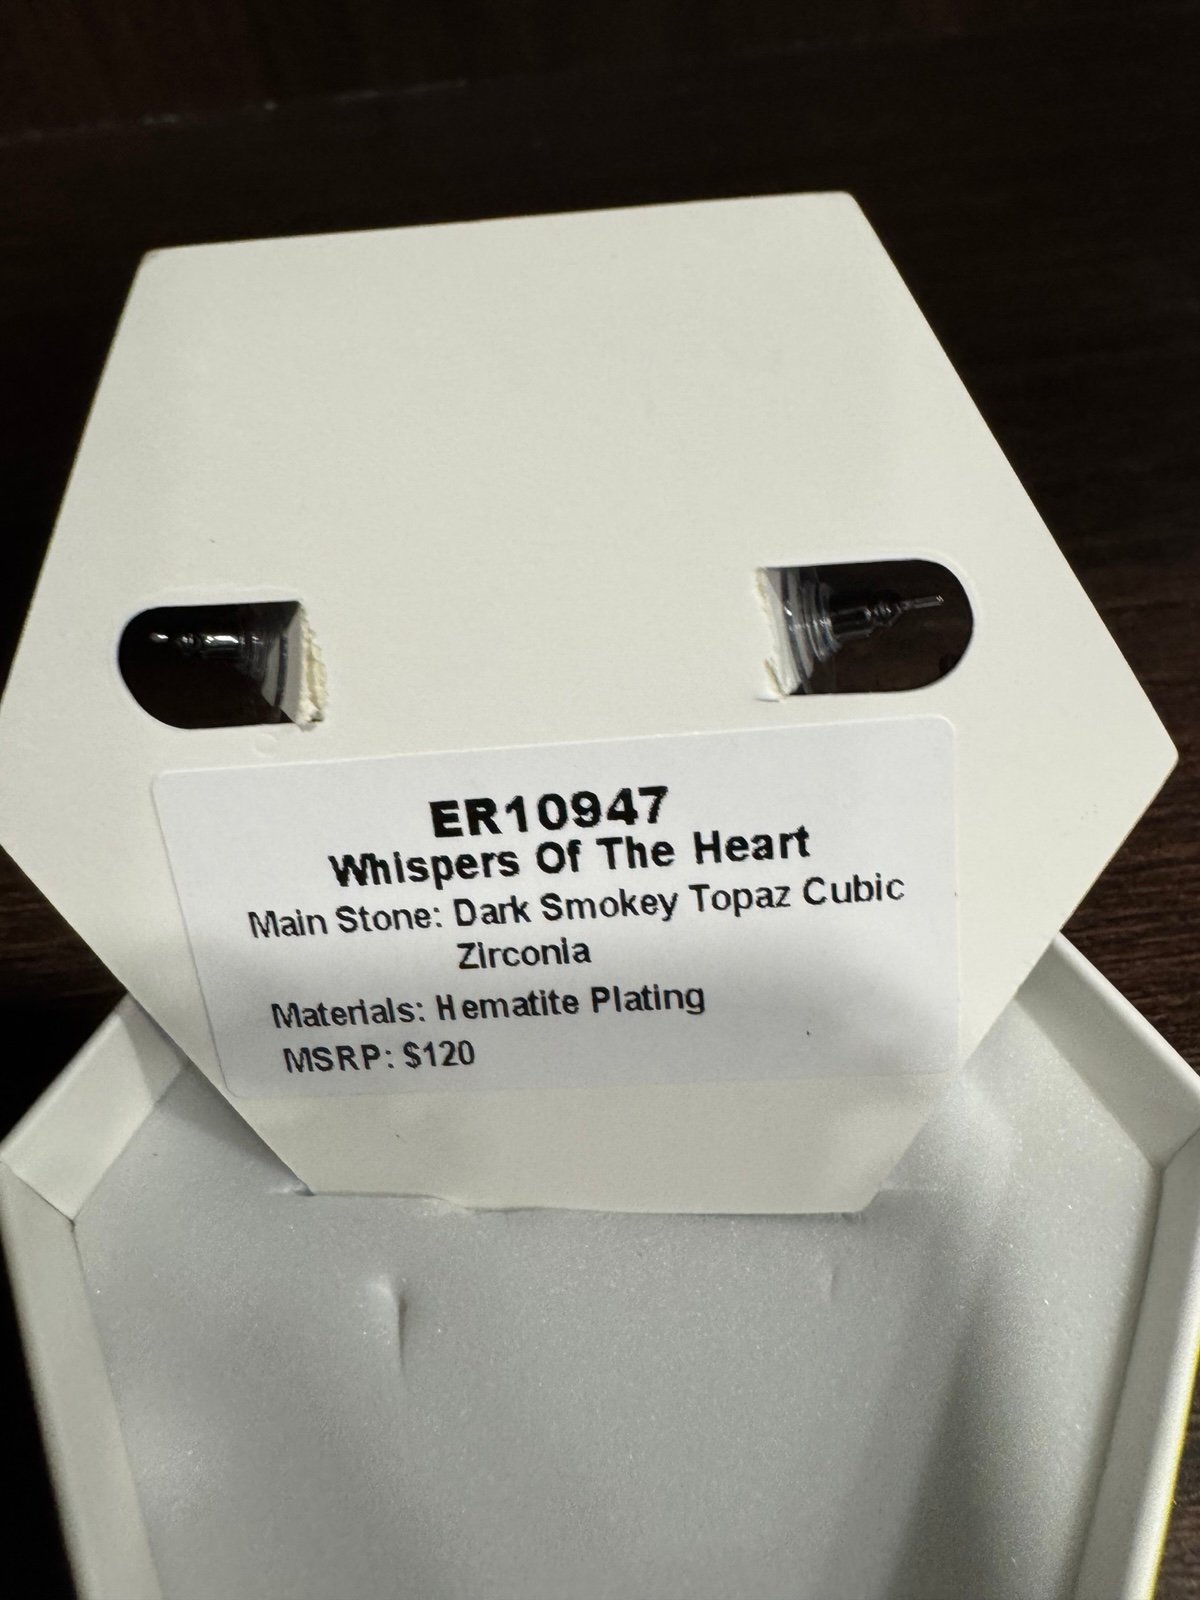 ER10947
Whispers Of The Heart
Main Stone: Dark Smokey Topaz Cubic
Zirconia
Materials: Hematite Plating
MSRP: $120